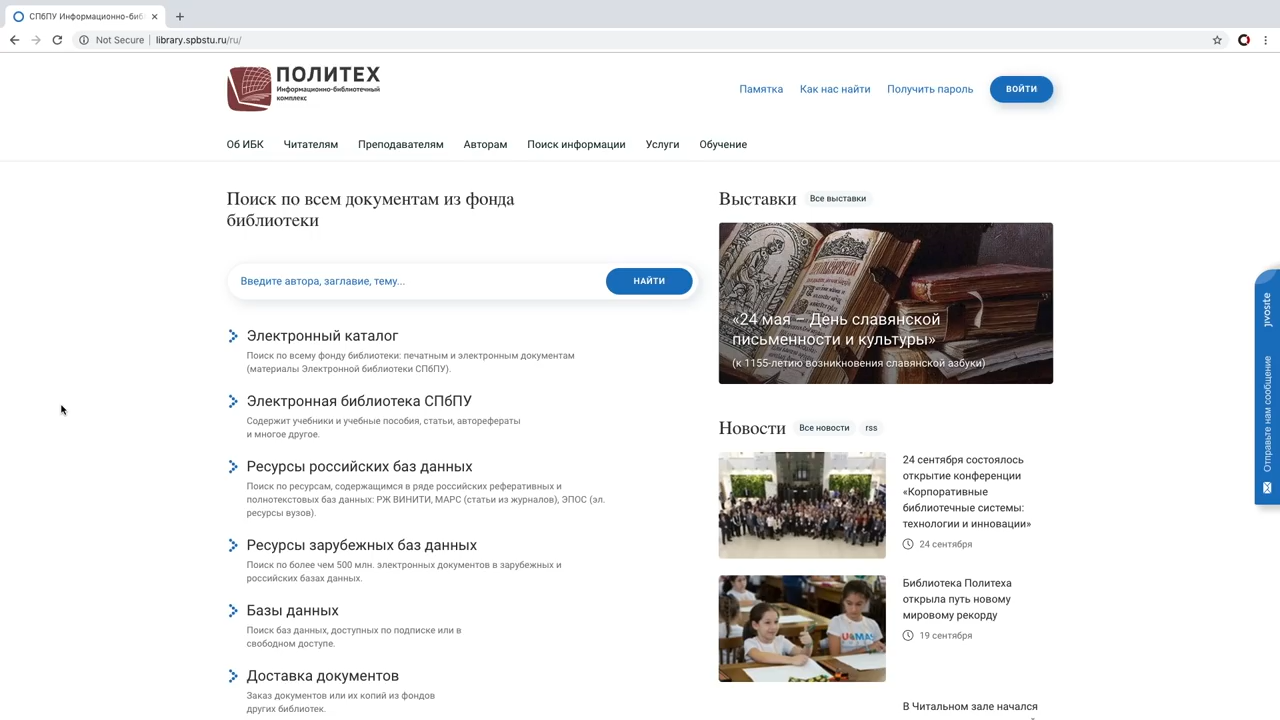 СПбПУ Информационно-биб
Not Secure
library.spbstu.ru/ru/
ПОЛИТЕХ
Информационно-библиотечный
комплекс
Памятка
Как нас найти
Получить пароль
ВОЙТИ
Об ИБК
Читателям
Преподавателям
Авторам
Поиск информации
Услуги
Обучение
Поиск по всем документам из фонда
библиотеки
Введите автора, заглавие, тему...
НАЙТИ
Электронный каталог
Поиск по всему фонду библиотеки: печатным и электронным документам
(материалы Электронной библиотеки СПбПУ).
Электронная библиотека СПбПУ
Содержит учебники и учебные пособия, статьи, авторефераты
и многое другое.
Ресурсы российских баз данных
Поиск по ресурсам, содержащимся в ряде российских реферативных и
полнотекстовых баз данных: РЖ ВИНИТИ, МАРС (статьи из журналов), ЭПОС (эл.
ресурсы вузов).
Ресурсы зарубежных баз данных
Поиск по более чем 500 млн. электронных документов в зарубежных и
российских базах данных.
Базы данных
Поиск баз данных, доступных по подписке или в
свободном доступе.
Доставка документов
Заказ документов или их копий из фондов
других библиотек.
Выставки
Все выставки
«24 мая – День славянской
письменности и культуры»
(к 1155-летию возникновения славянской азбуки)
Новости
Все новости
rss
24 сентября состоялось
открытие конференции
«Корпоративные
библиотечные системы:
технологии и инновации»
24 сентября
Библиотека Политеха
открыла путь новому
мировому рекорду
19 сентября
В Читальном зале начался
jivosite
Отправьте нам сообщение